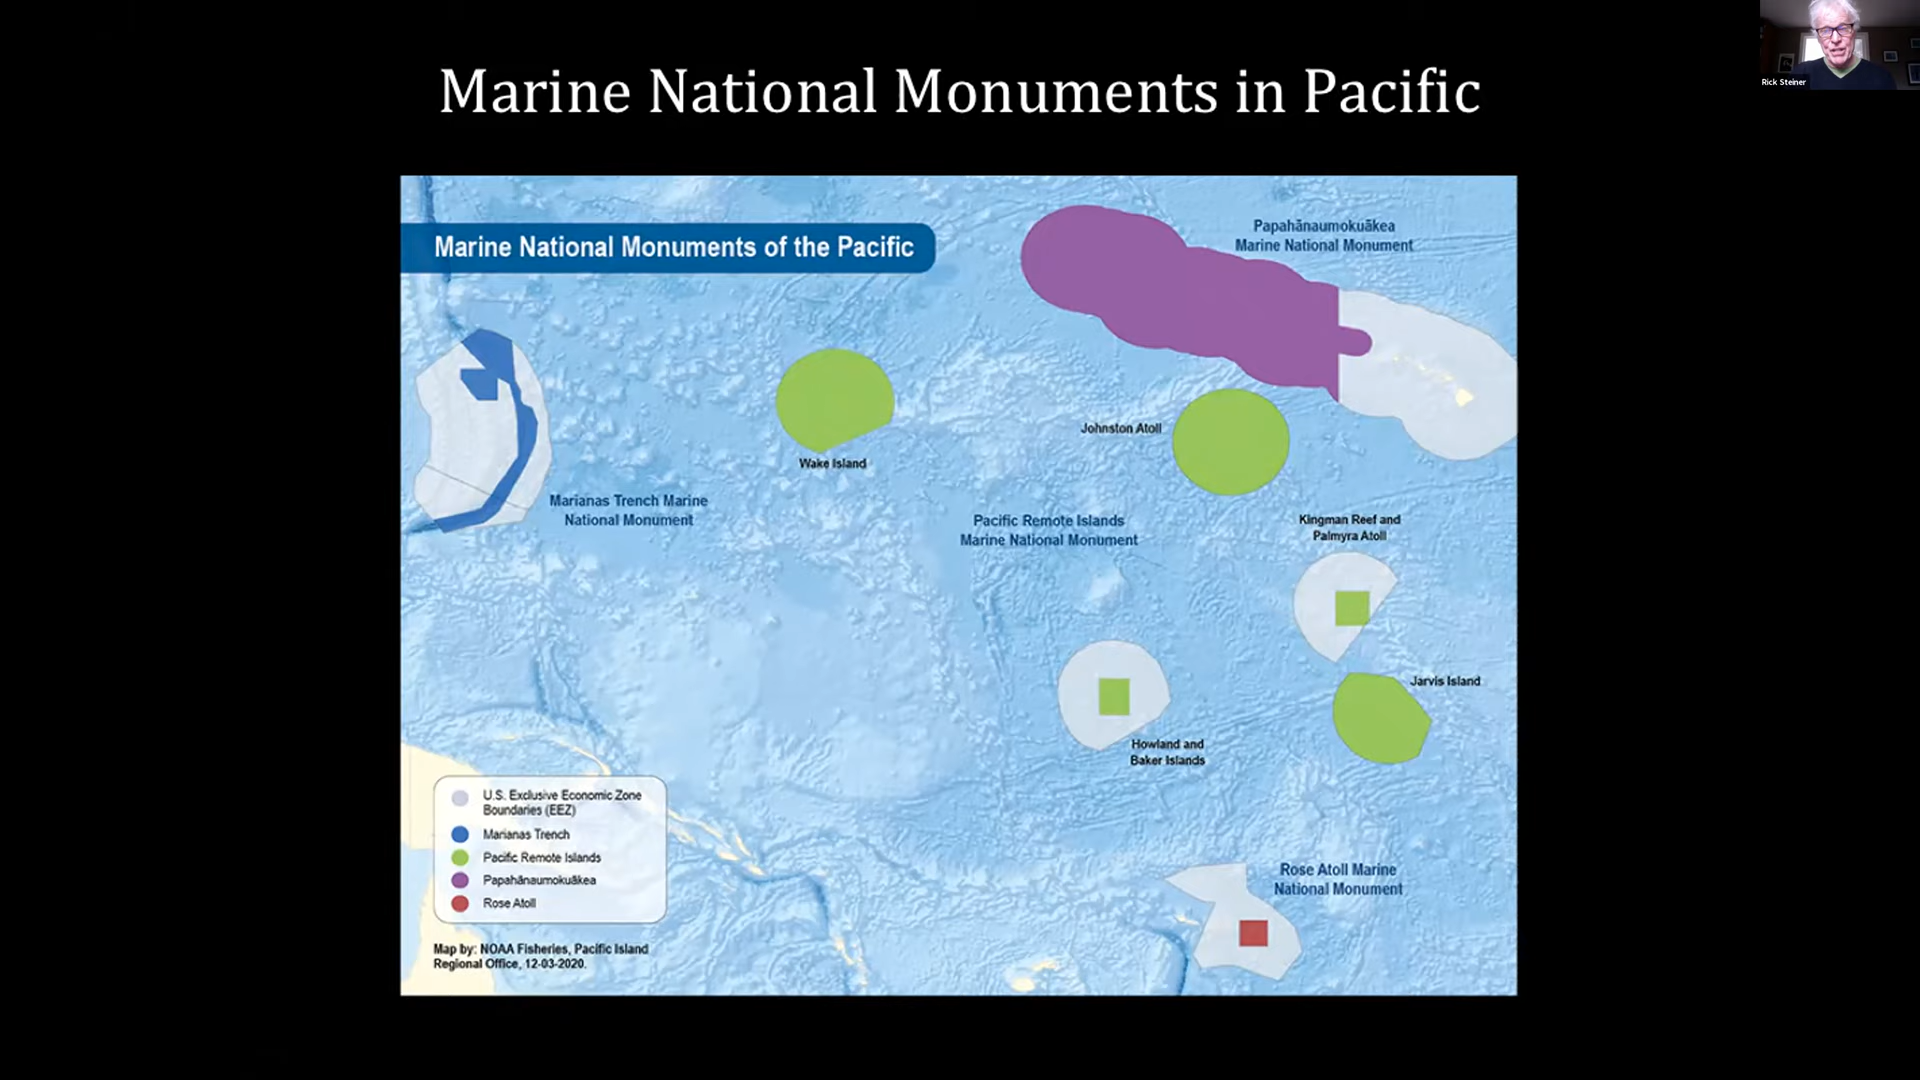 Marine National Monuments in Pacific
Rick Steiner
Marine National Monuments of the Pacific
Papahānaumokuākea
Marine National Monument
Johnston Atoll
Wake Island
Marianas Trench Marine
National Monument
Pacific Remote Islands
Marine National Monument
Kingman Reef and
Palmyra Atoll
Jarvis Island
Howland and
Baker Islands
U.S. Exclusive Economic Zone
Boundaries (EEZ)
Marianas Trench
Pacific Remote Islands
Papahānaumokuākea
Rose Atoll
Rose Atoll Marine
National Monument
Map by: NOAA Fisheries, Pacific Island
Regional Office, 12-03-2020.